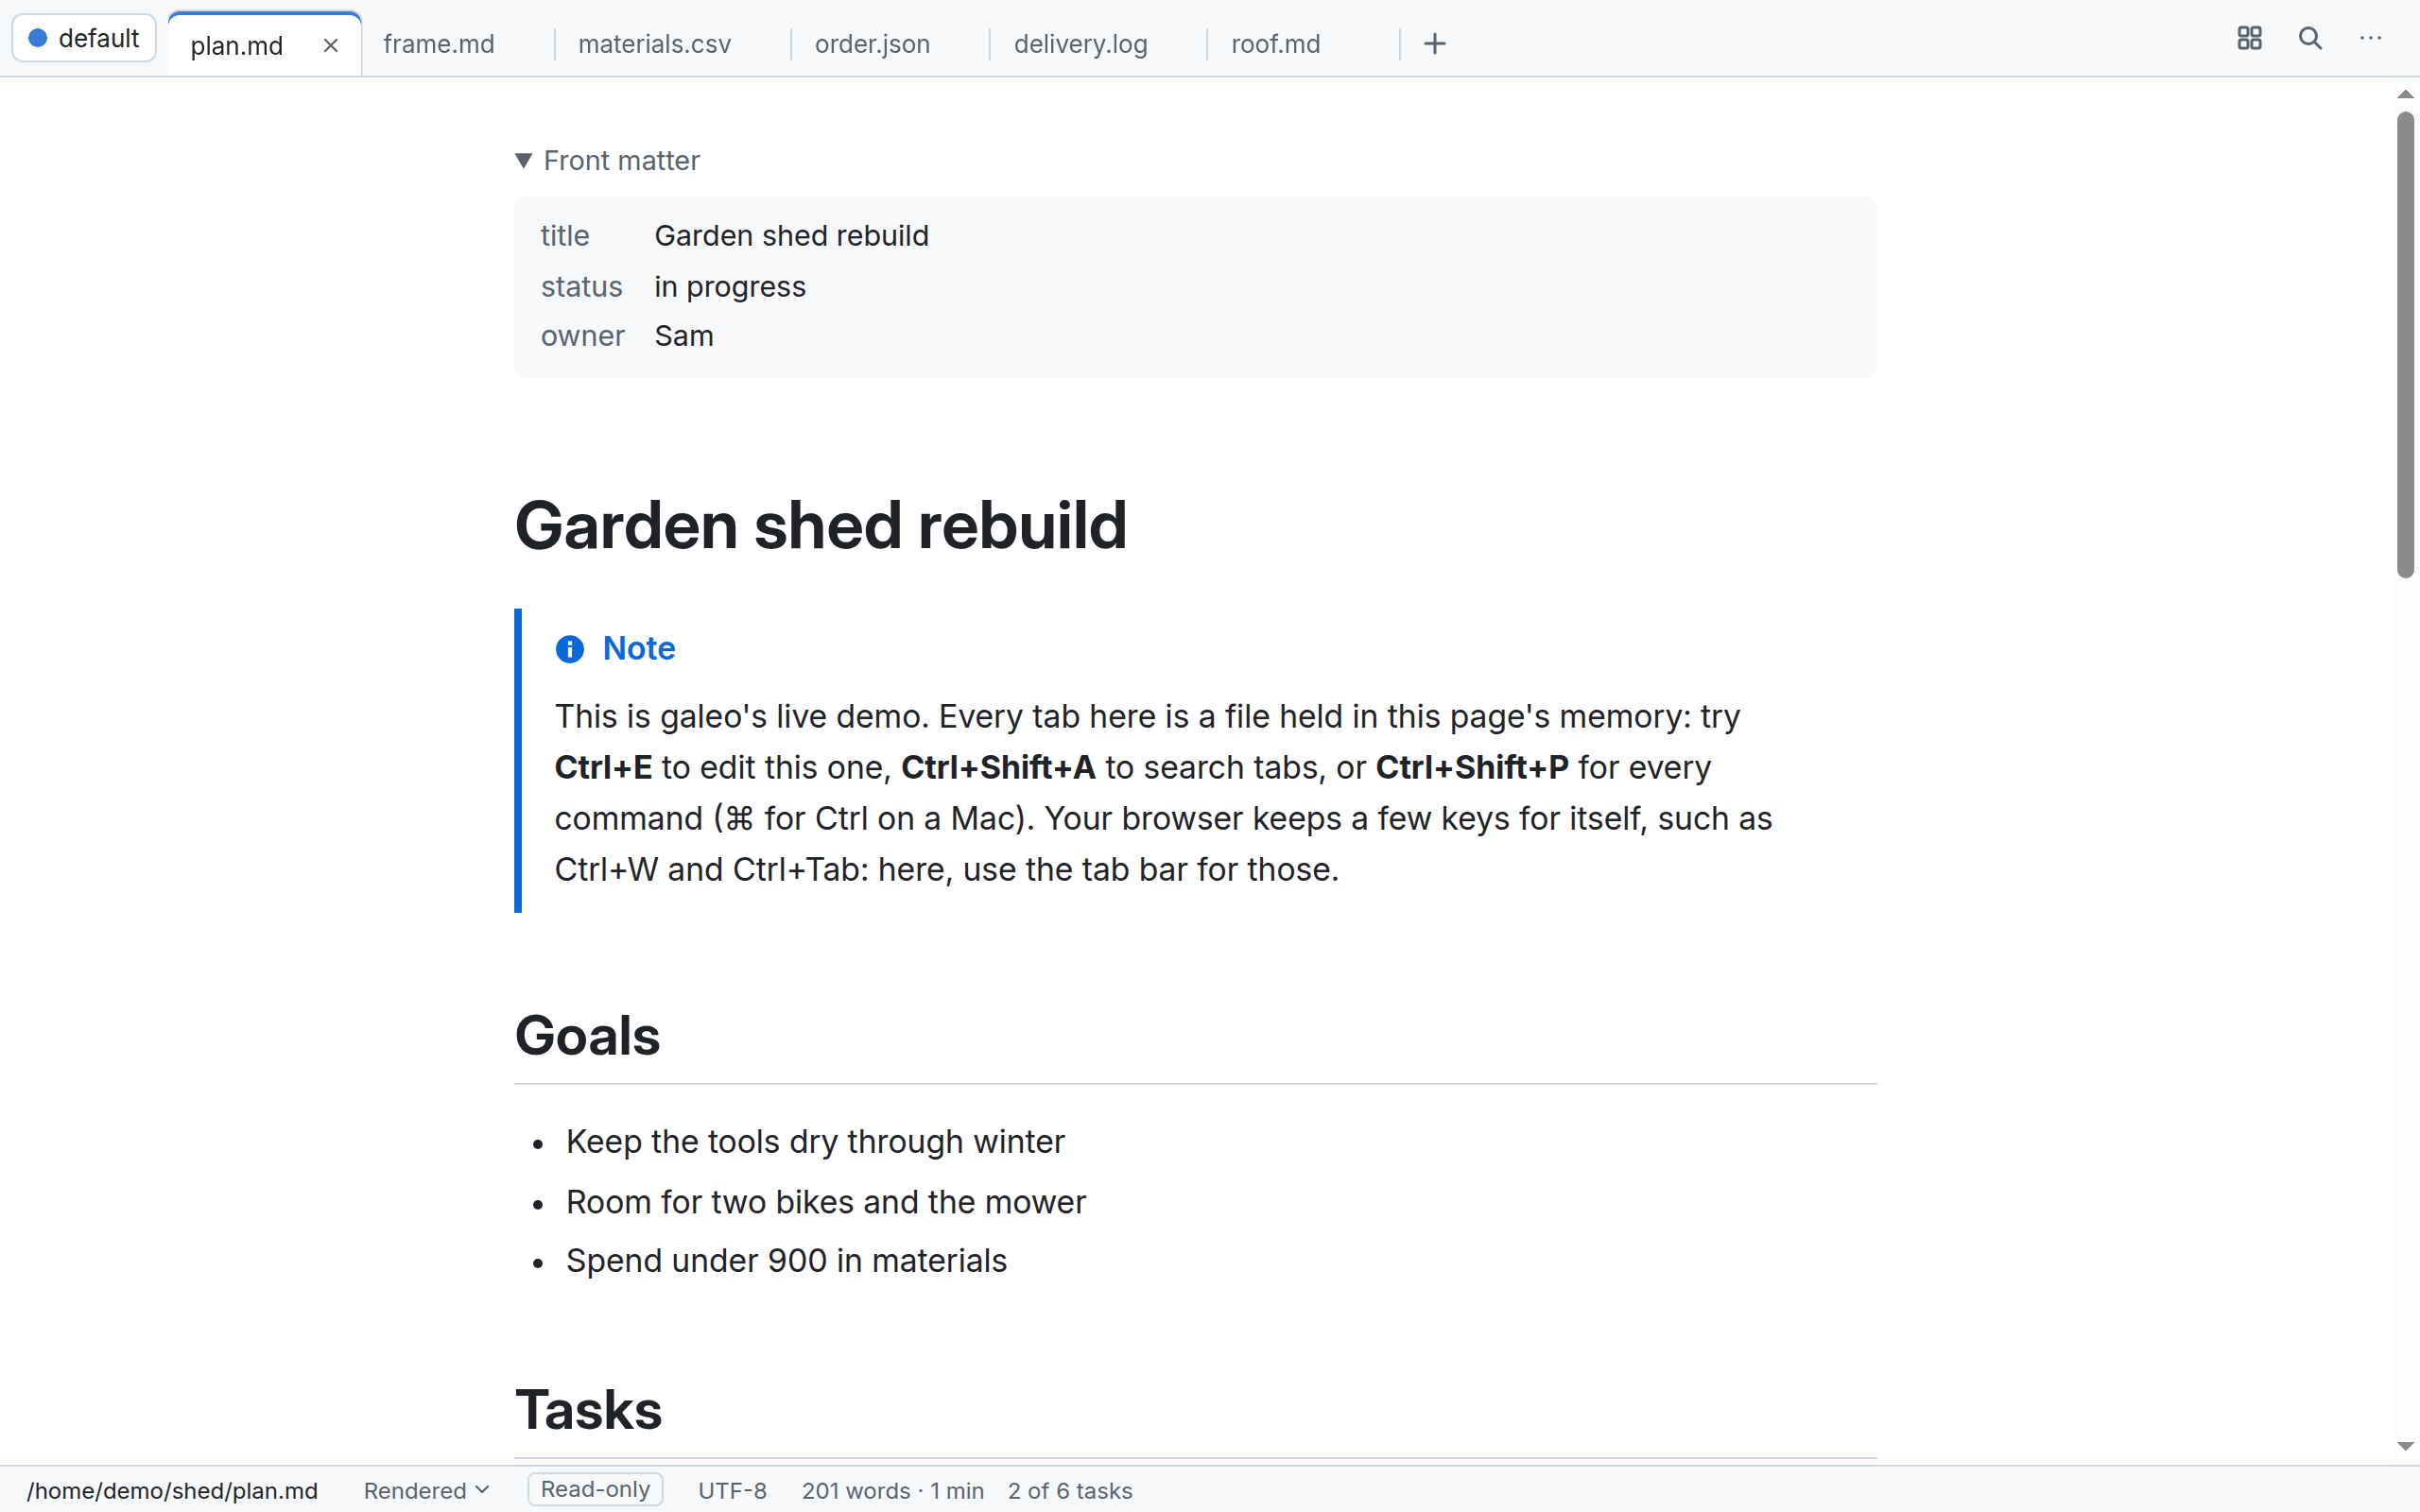 default
plan.md
frame.md
materials.csv
order.json
delivery.log
roof.md
Front matter
title Garden shed rebuild
status in progress
owner Sam
Garden shed rebuild
Note
This is galeo's live demo. Every tab here is a file held in this page's memory: try
Ctrl+E to edit this one, Ctrl+Shift+A to search tabs, or Ctrl+Shift+P for every
command (⌘ for Ctrl on a Mac). Your browser keeps a few keys for itself, such as
Ctrl+W and Ctrl+Tab: here, use the tab bar for those.
Goals
• Keep the tools dry through winter
• Room for two bikes and the mower
• Spend under 900 in materials
Tasks
/home/demo/shed/plan.md Rendered Read-only UTF-8 201 words · 1 min 2 of 6 tasks